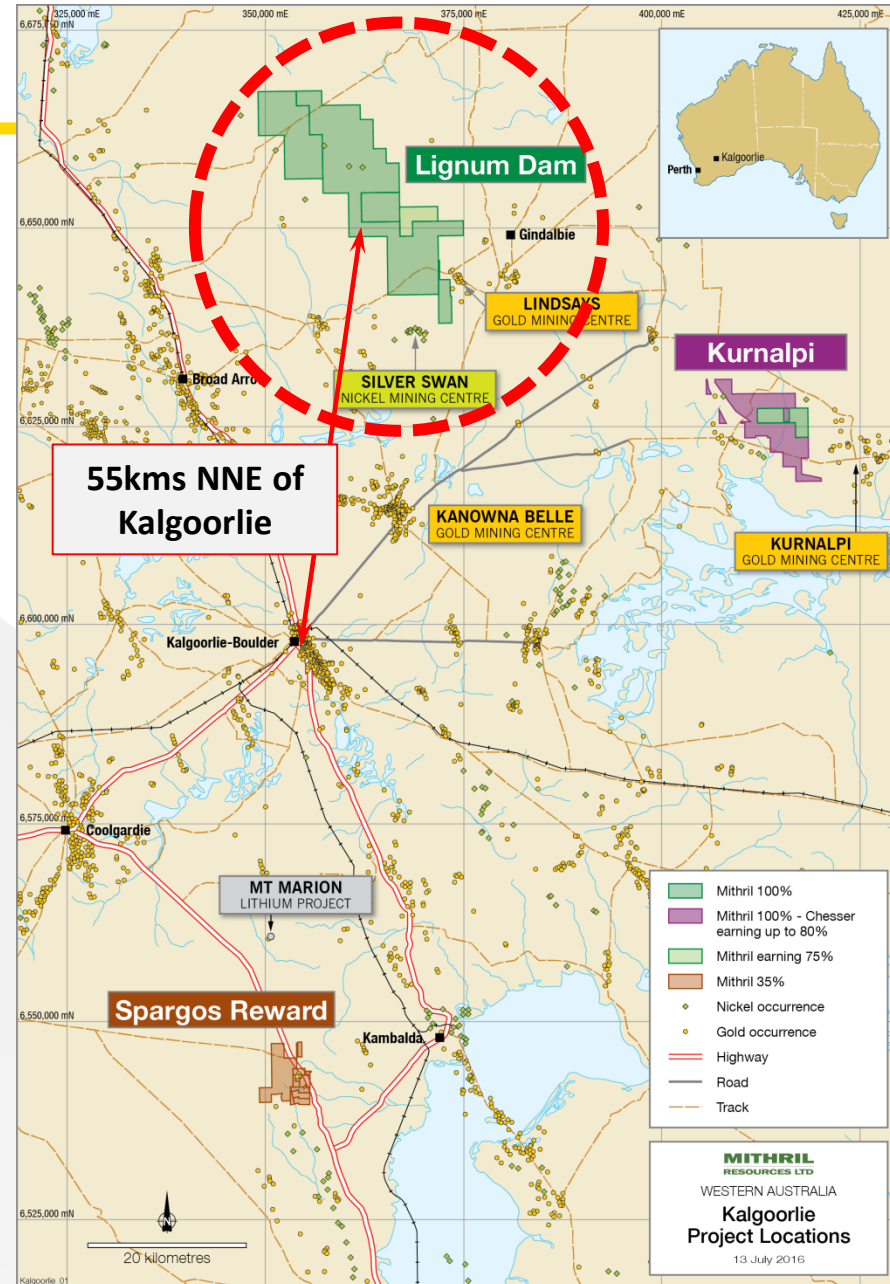 325,000 mE
350,000 mE
375,000 mE
400,000 mE
425,000 mE
6,675,000 mN
Perth
Kalgoorlie
Lignum Dam
6,650,000 mN
Gindalbie
LINDSAYS
GOLD MINING CENTRE
Kurnalpi
Broad Arro
SILVER SWAN
NICKEL MINING CENTRE
6,625,000 mN
55kms NNE of
Kalgoorlie
KANOWNA BELLE
GOLD MINING CENTRE
KURNALPI
GOLD MINING CENTRE
6,600,000 mN
Kalgoorlie-Boulder
6,575,000 mN
Coolgardie
MT MARION
LITHIUM PROJECT
Mithril 100%
Mithril 100% - Chesser
earning up to 80%
Mithril earning 75%
Mithril 35%
Nickel occurrence
Gold occurrence
Highway
Road
Track
6,550,000 mN
Spargos Reward
Kambalda
MITHRIL
RESOURCES LTD
WESTERN AUSTRALIA
Kalgoorlie
Project Locations
13 July 2016
6,525,000 mN
N
20 kilometres
Kalgoorlie_01